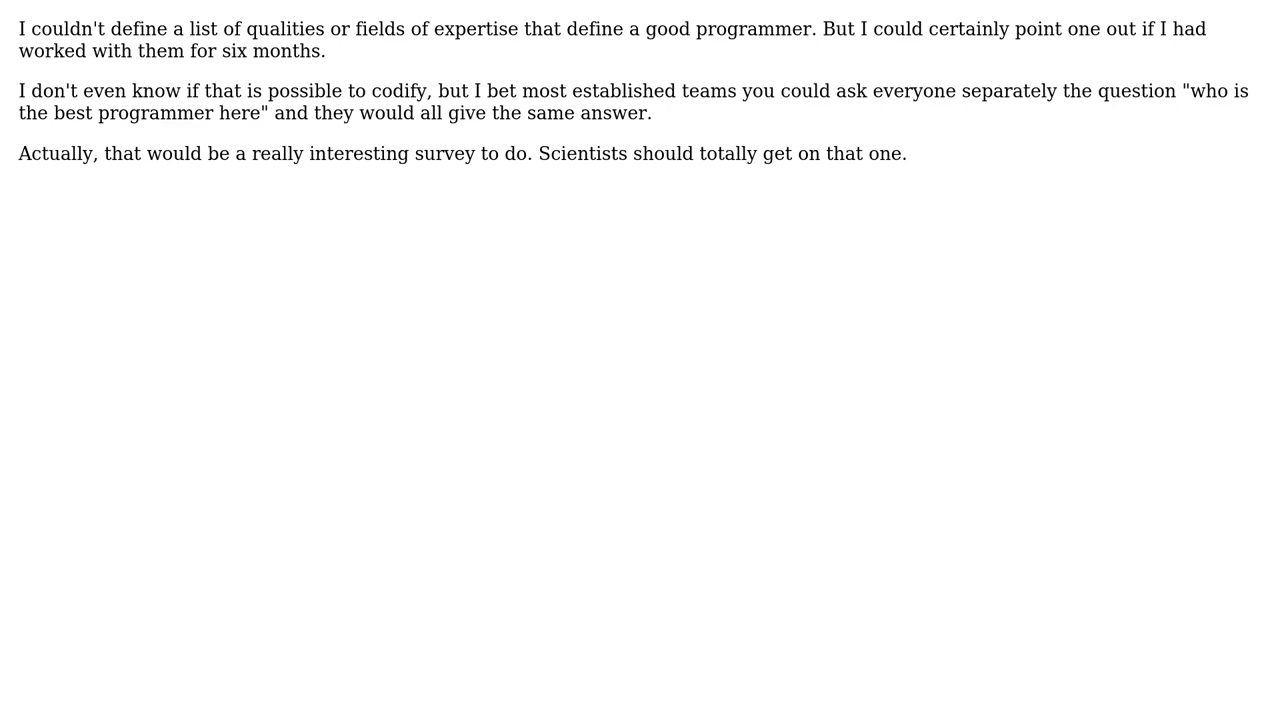 I couldn't define a list of qualities or fields of expertise that define a good programmer. But I could certainly point one out if I had
worked with them for six months.
I don't even know if that is possible to codify, but I bet most established teams you could ask everyone separately the question "who is
the best programmer here" and they would all give the same answer.
Actually, that would be a really interesting survey to do. Scientists should totally get on that one.